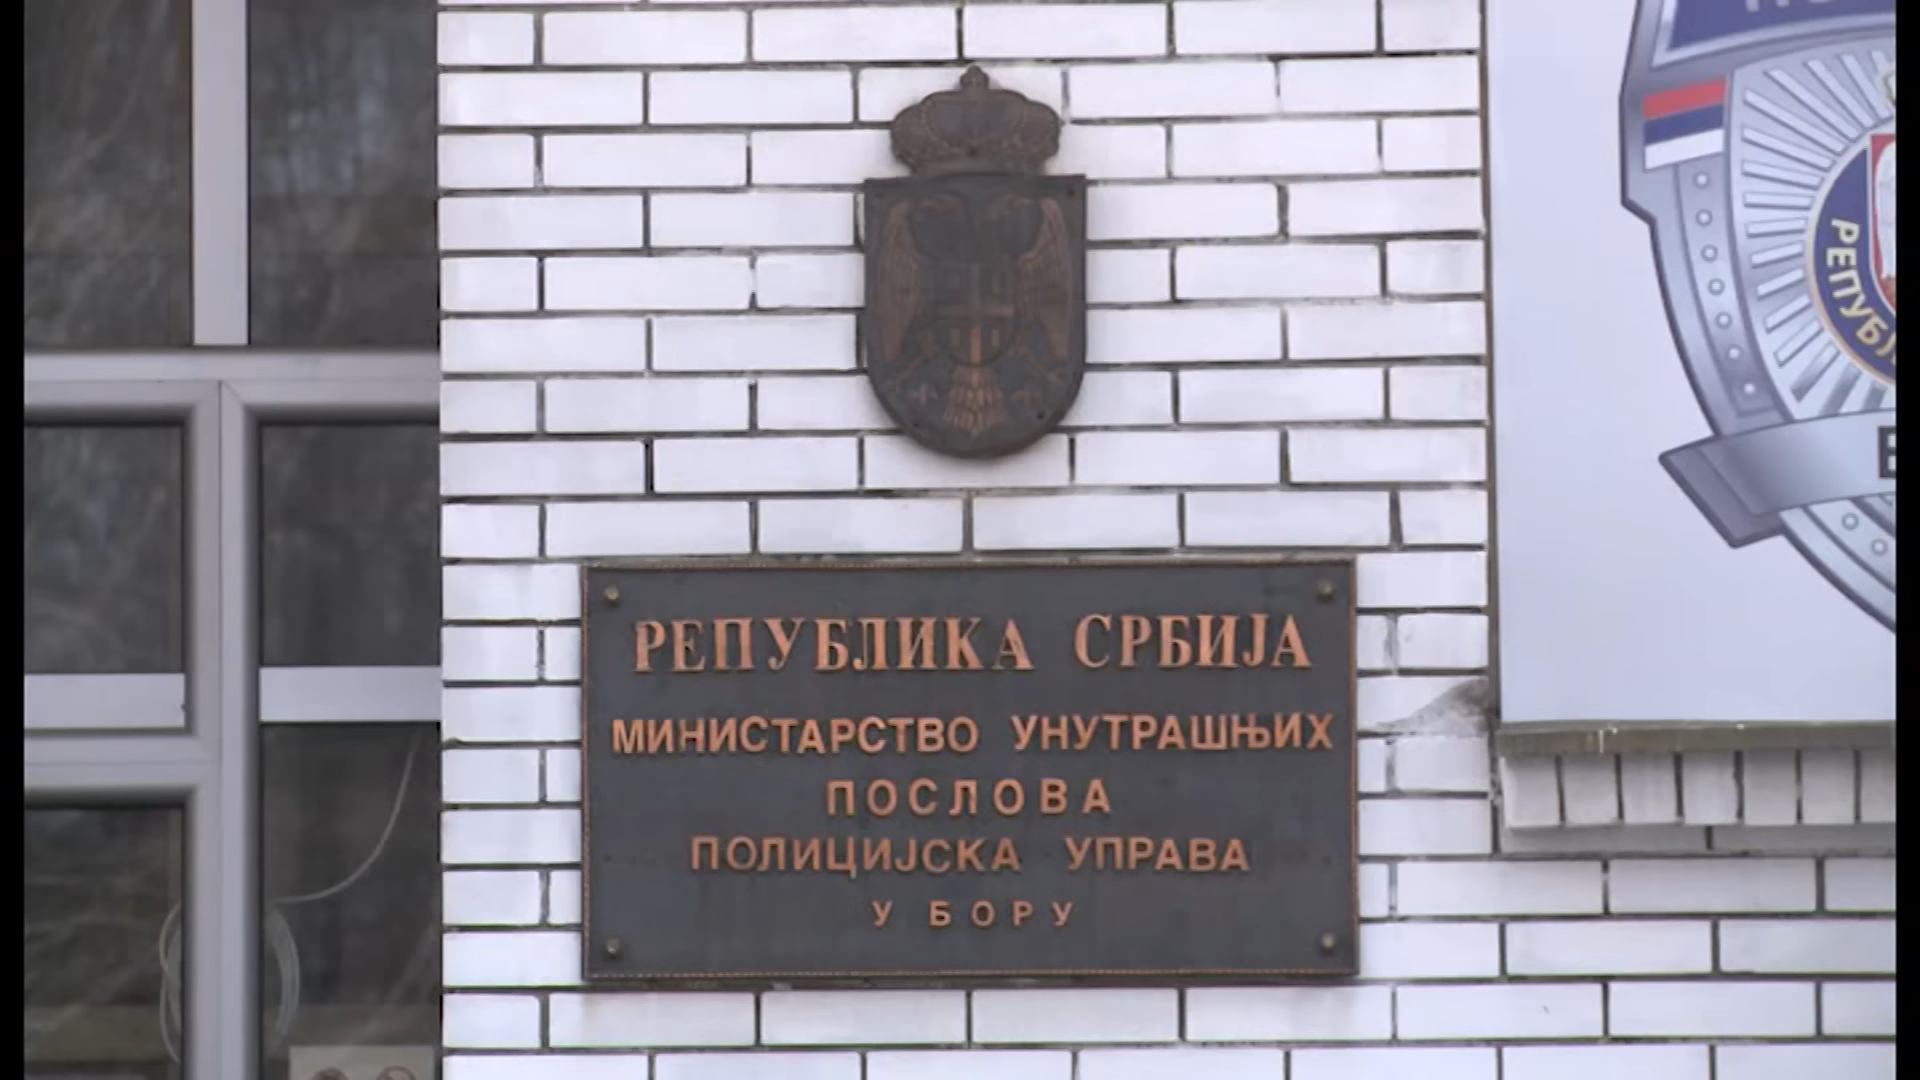 РЕПУБЛИКА СРБИЈА
МИНИСТАРСТВО УНУТРАШЊИХ
ПОСЛОВА
ПОЛИЦИЈСКА УПРАВА
У БОРУ